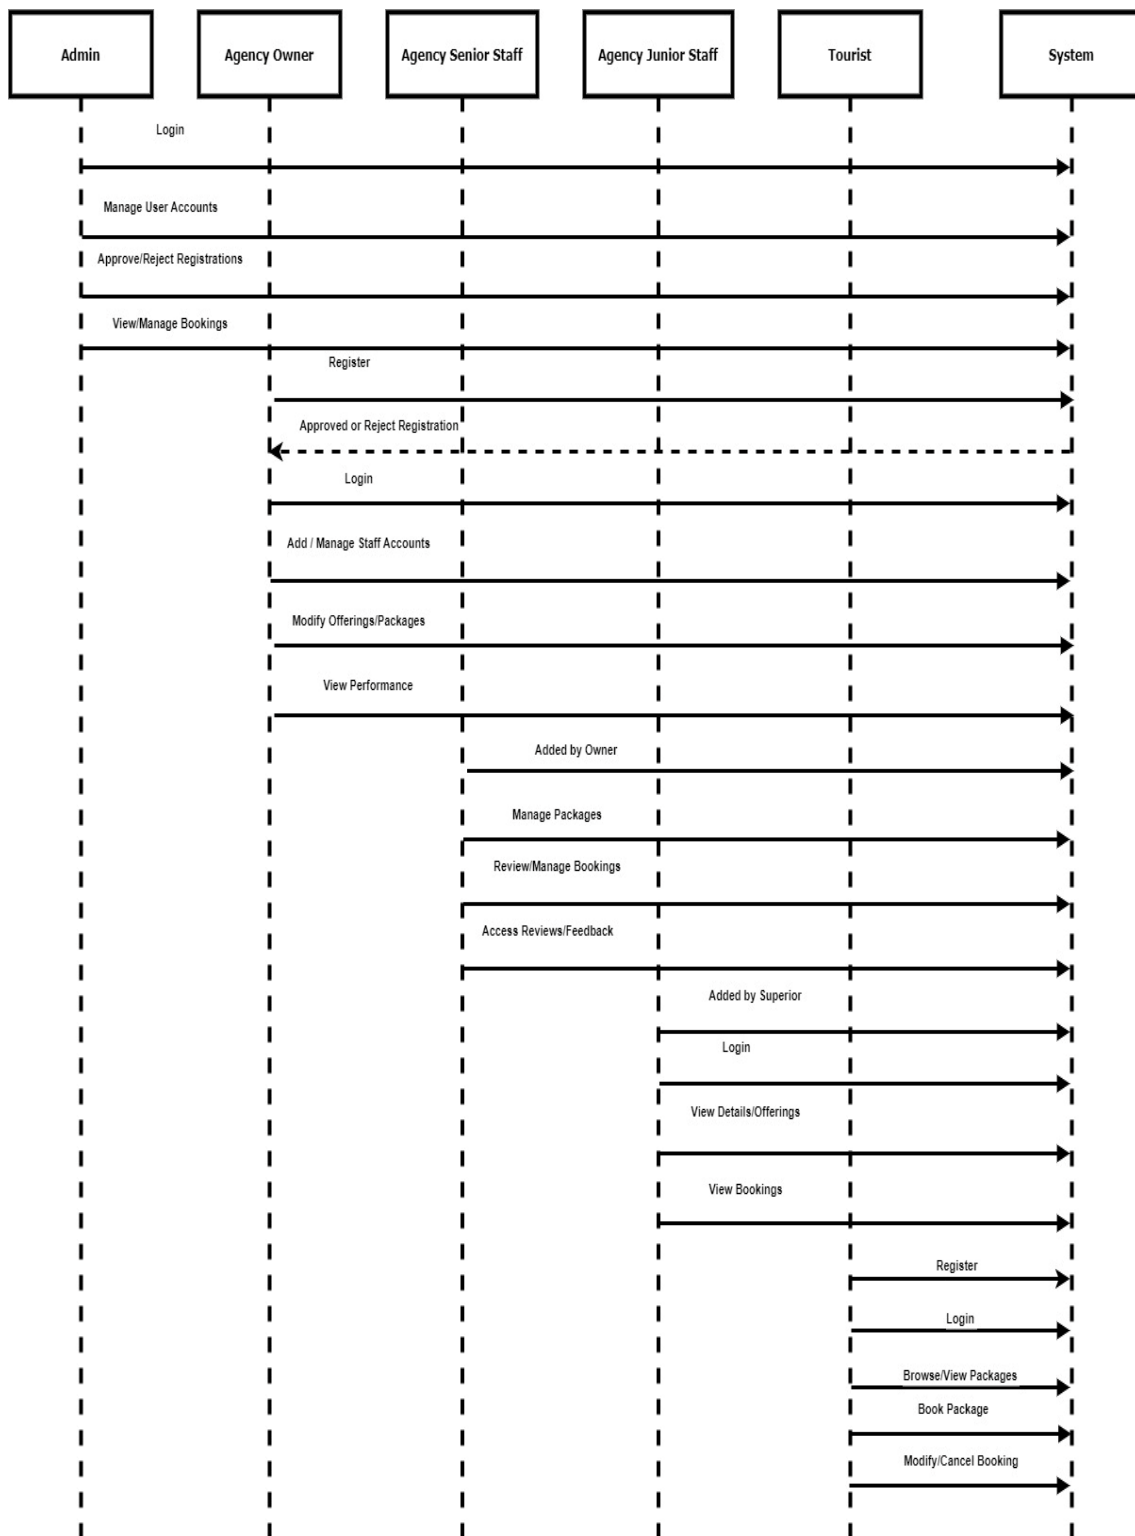 Admin
Agency Owner
Agency Senior Staff
Agency Junior Staff
Tourist
System
Login
Manage User Accounts
Approve/Reject Registrations
View/Manage Bookings
Register
Approved or Reject Registration
Login
Add / Manage Staff Accounts
Modify Offerings/Packages
View Performance
Added by Owner
Manage Packages
Review/Manage Bookings
Access Reviews/Feedback
Added by Superior
Login
View Details/Offerings
View Bookings
Register
Login
Browse/View Packages
Book Package
Modify/Cancel Booking